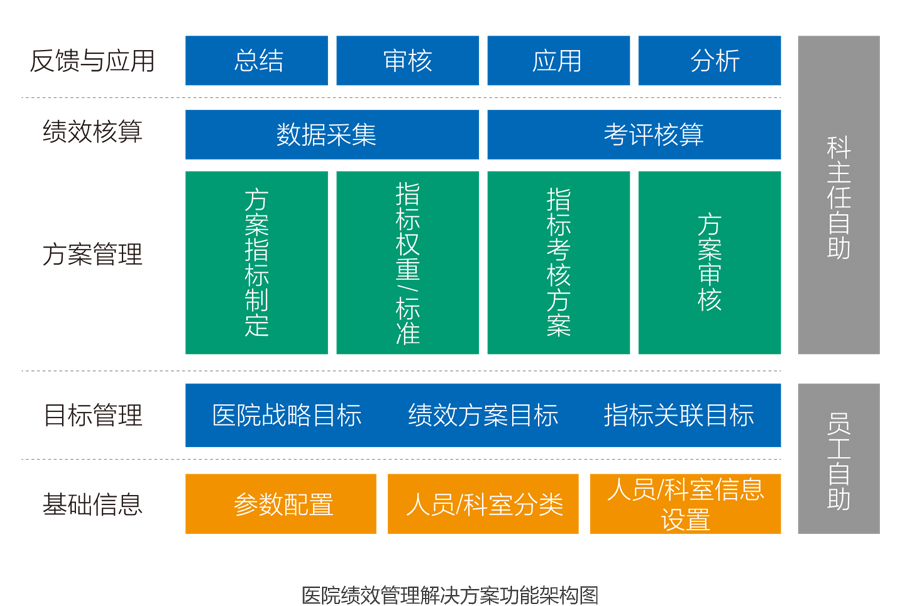 反馈与应用
总结
审核
应用
分析
绩效核算
数据采集
考评核算
方案管理
方案指标制定
指标权重/标准
指标考核方案
方案审核
科主任自助
目标管理
医院战略目标
绩效方案目标
指标关联目标
基础信息
参数配置
人员/科室分类
人员/科室信息
设置
员工自助
医院绩效管理解决方案功能架构图